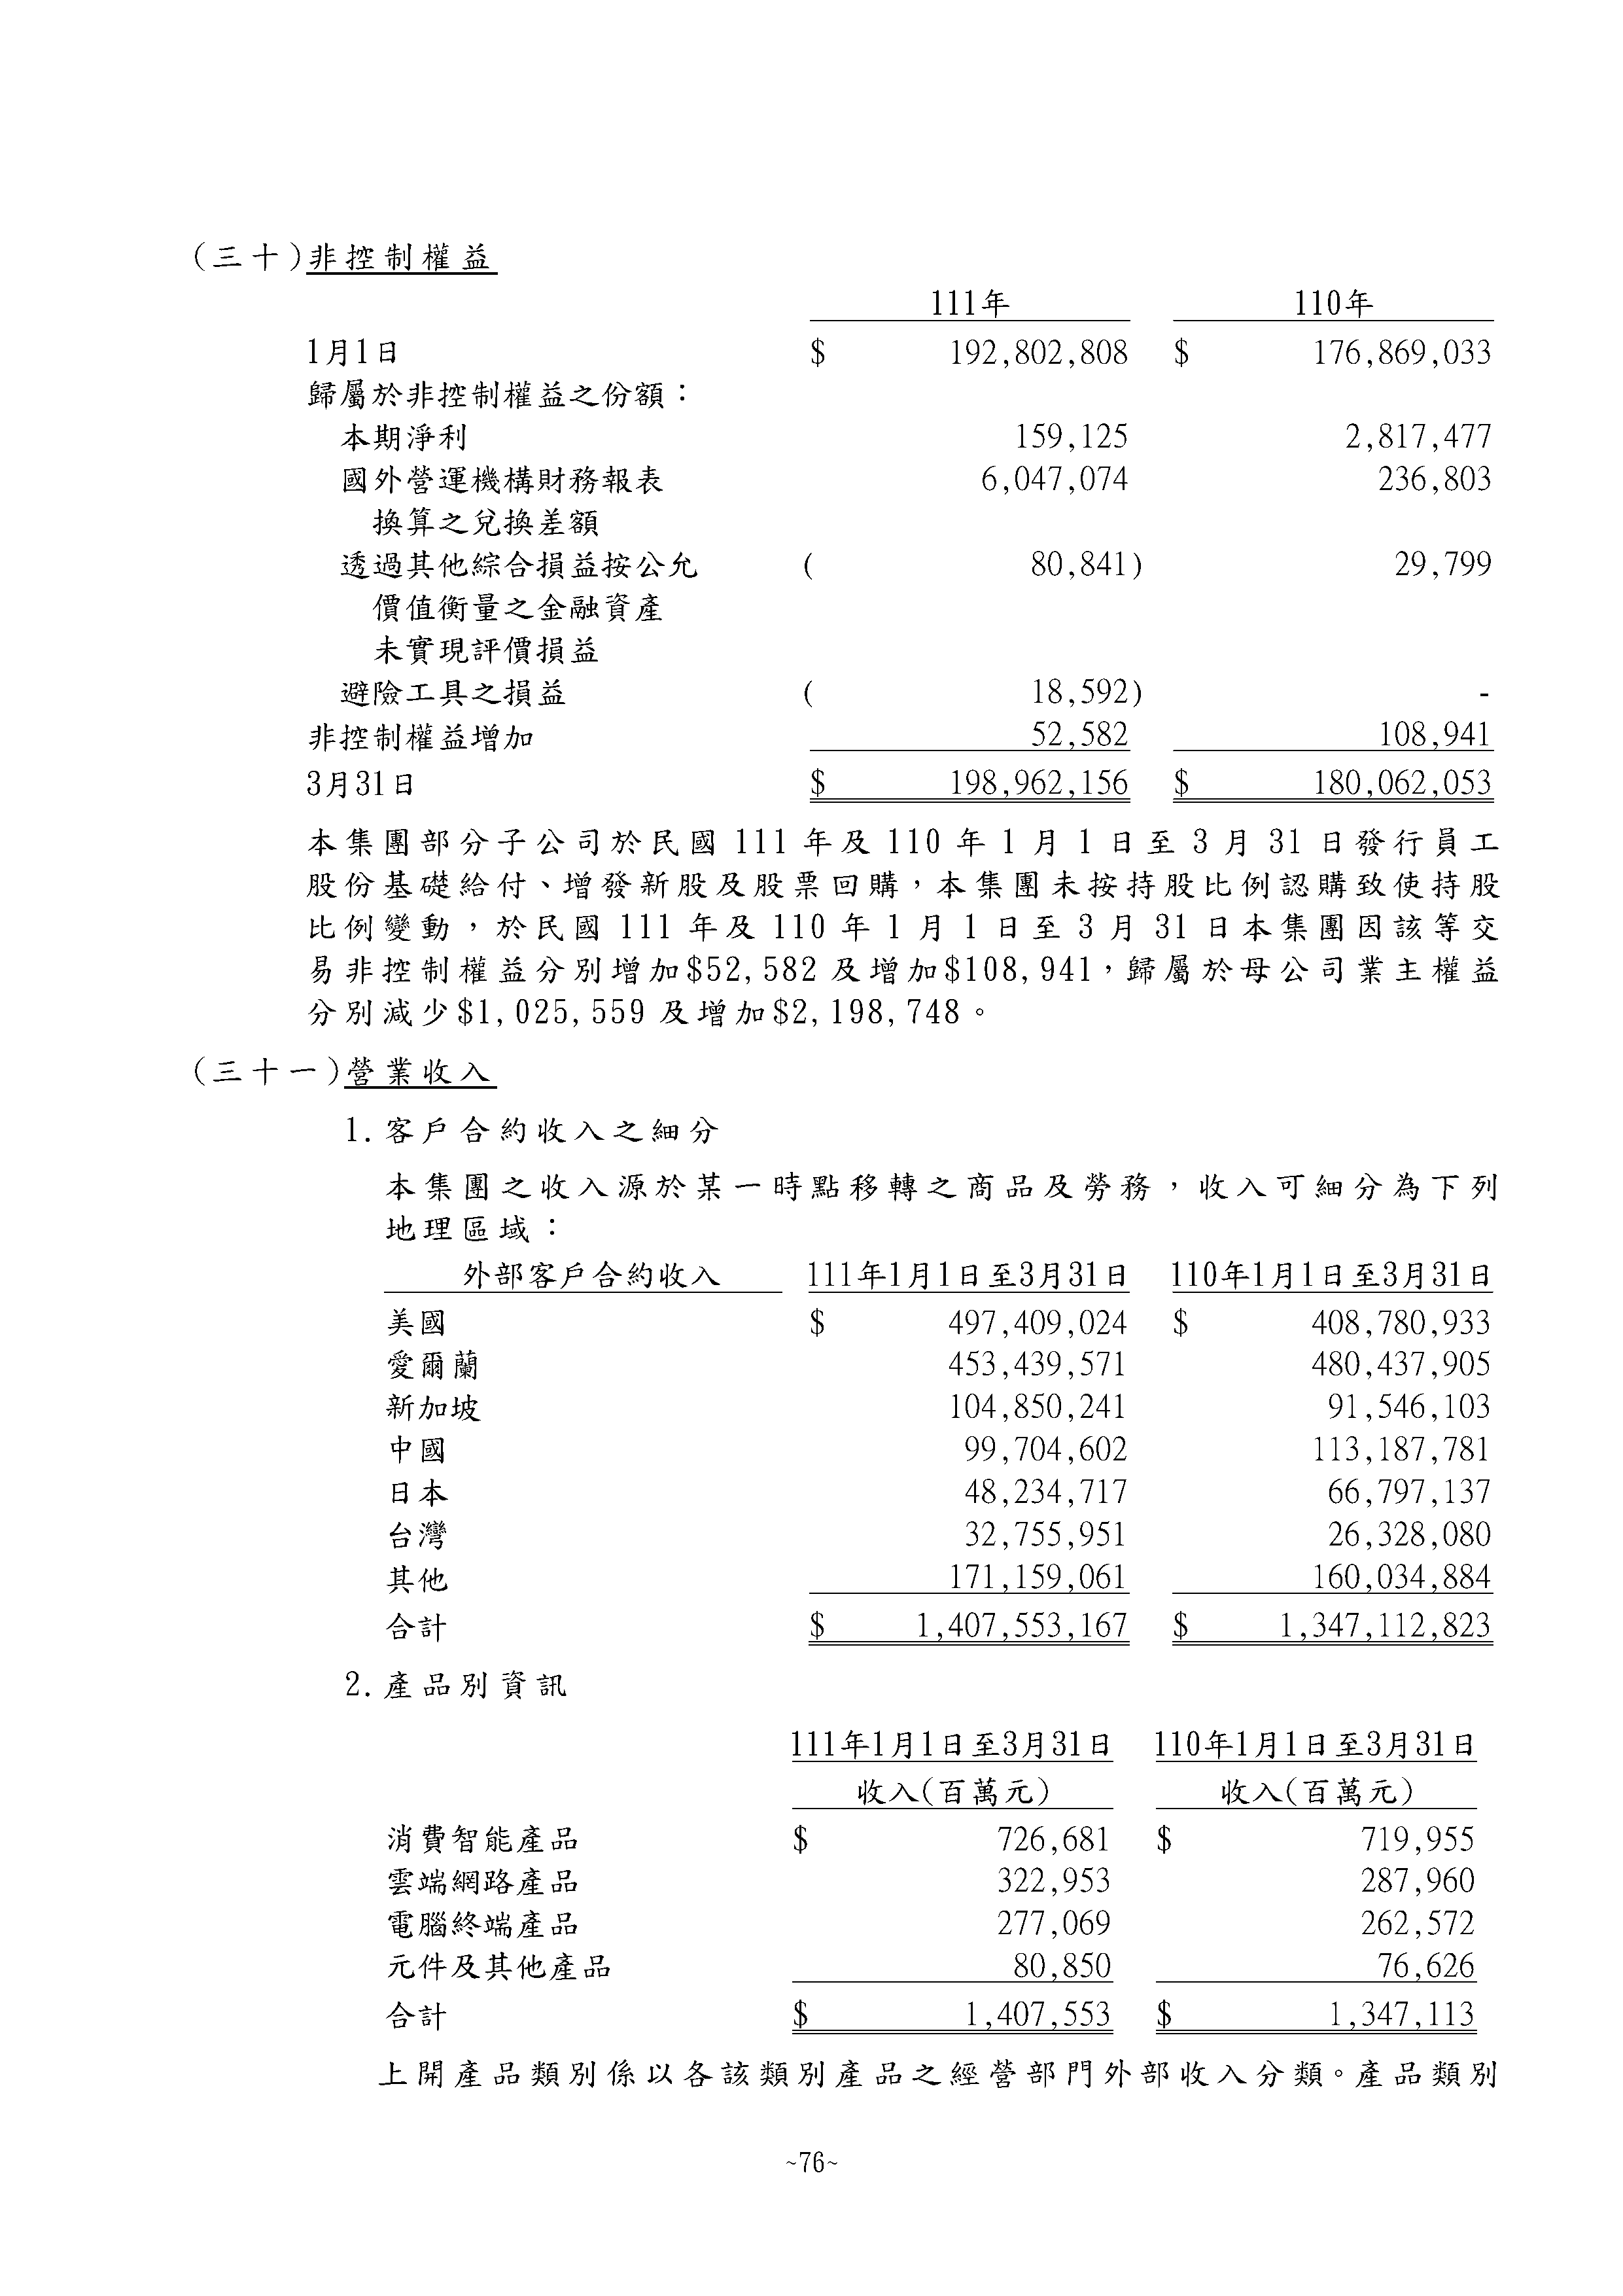 (三十)非控制權益
111年 110年
1月1日 $ 192,802,808 $ 176,869,033
歸屬於非控制權益之份額：
本期淨利 159,125 2,817,477
國外營運機構財務報表 6,047,074 236,803
換算之兌換差額
透過其他綜合損益按公允 ( 80,841) 29,799
價值衡量之金融資產
未實現評價損益
避險工具之損益 ( 18,592) -
非控制權益增加 52,582 108,941
3月31日 $ 198,962,156 $ 180,062,053
本集團部分子公司於民國 111 年及 110 年 1 月 1 日至 3 月 31 日發行員工
股份基礎給付、增發新股及股票回購，本集團未按持股比例認購致使持股
比例變動，於民國 111 年及 110 年 1 月 1 日至 3 月 31 日本集團因該等交
易非控制權益分別增加$52,582 及增加$108,941，歸屬於母公司業主權益
分別減少$1,025,559 及增加$2,198,748。
(三十一)營業收入
1.客戶合約收入之細分
本集團之收入源於某一時點移轉之商品及勞務，收入可細分為下列
地理區域：
外部客戶合約收入 111年1月1日至3月31日 110年1月1日至3月31日
美國 $ 497,409,024 $ 408,780,933
愛爾蘭 453,439,571 480,437,905
新加坡 104,850,241 91,546,103
中國 99,704,602 113,187,781
日本 48,234,717 66,797,137
台灣 32,755,951 26,328,080
其他 171,159,061 160,034,884
合計 $ 1,407,553,167 $ 1,347,112,823
2.產品別資訊
111年1月1日至3月31日 110年1月1日至3月31日
收入(百萬元) 收入(百萬元)
消費智能產品 $ 726,681 $ 719,955
雲端網路產品 322,953 287,960
電腦終端產品 277,069 262,572
元件及其他產品 80,850 76,626
合計 $ 1,407,553 $ 1,347,113
上開產品類別係以各該類別產品之經營部門外部收入分類。產品類別
~76~